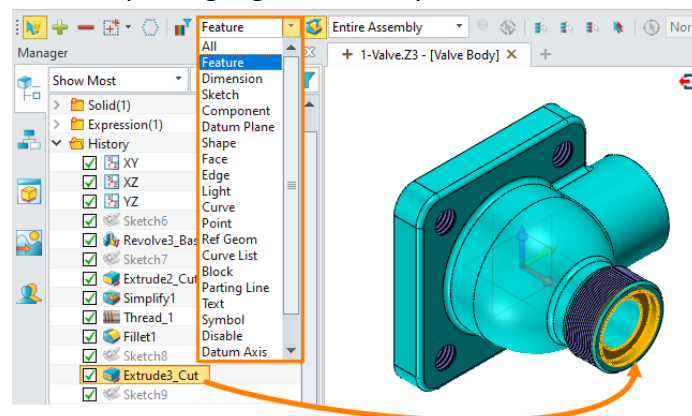 Feature
Entire Assembly
Nor
Manager
1-Valve.Z3 - [Valve Body]
Show Most
Solid(1)
Expression(1)
History
XY
XZ
YZ
Sketch6
Revolve3_Bas
Sketch7
Extrude2_Cut
Simplify1
Thread_1
Fillet1
Sketch8
Extrude3_Cut
Sketch9
All
Feature
Dimension
Sketch
Component
Datum Plane
Shape
Face
Edge
Light
Curve
Point
Ref Geom
Curve List
Block
Parting Line
Text
Symbol
Disable
Datum Axis